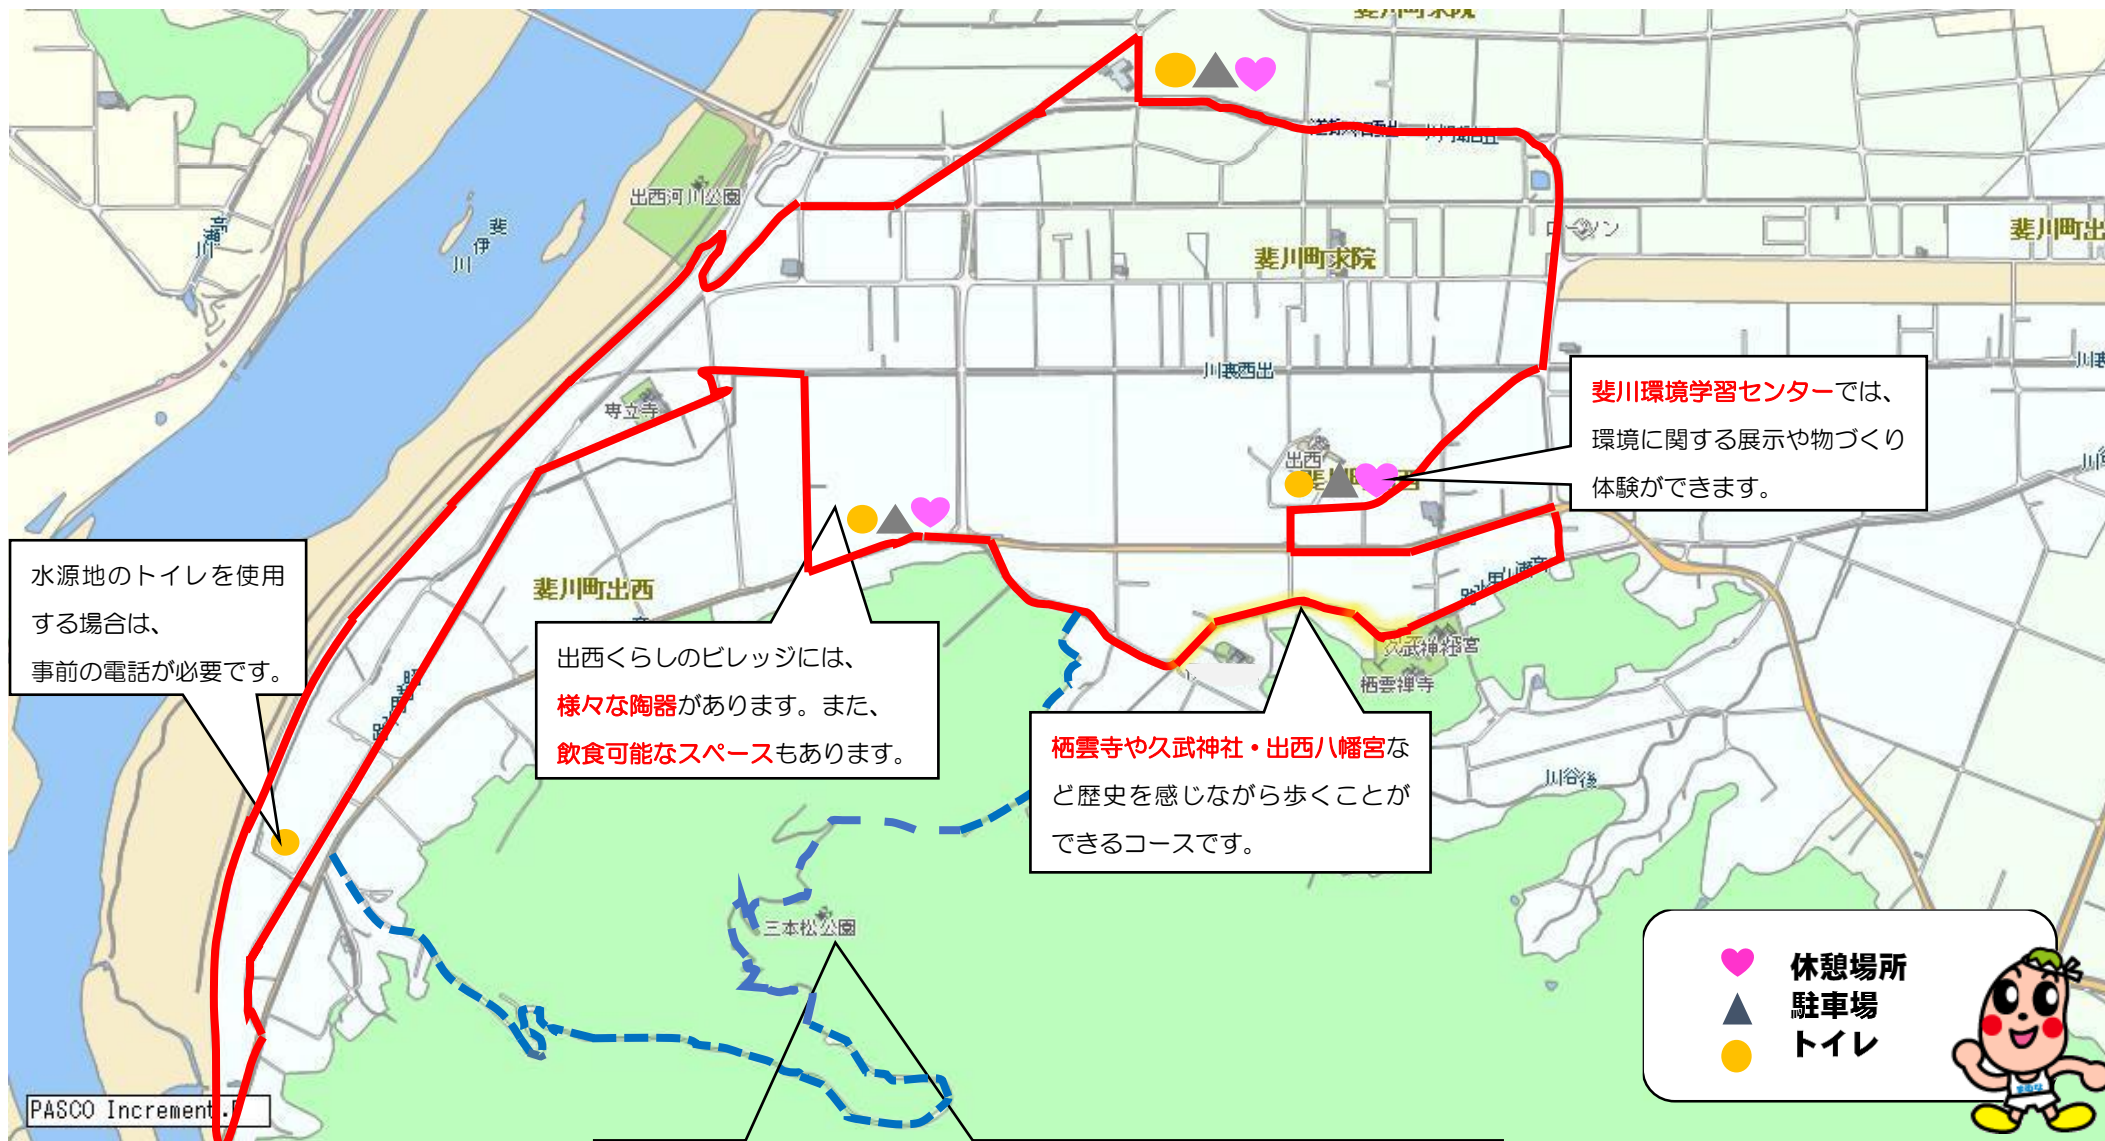 出西河川公園
斐伊川
斐川町求院
斐川町出
ローソン
川裏西出
専立寺
出西
斐川環境学習センターでは、
環境に関する展示や物づくり
体験ができます。
水源地のトイレを使用
する場合は、
事前の電話が必要です。
斐川町出西
出西くらしのビレッジには、
様々な陶器があります。また、
飲食可能なスペースもあります。
久武神社
栖雲禅寺
栖雲寺や久武神社・出西八幡宮な
ど歴史を感じながら歩くことが
できるコースです。
川谷後
三本松公園
休憩場所
駐車場
トイレ
PASCO Increment